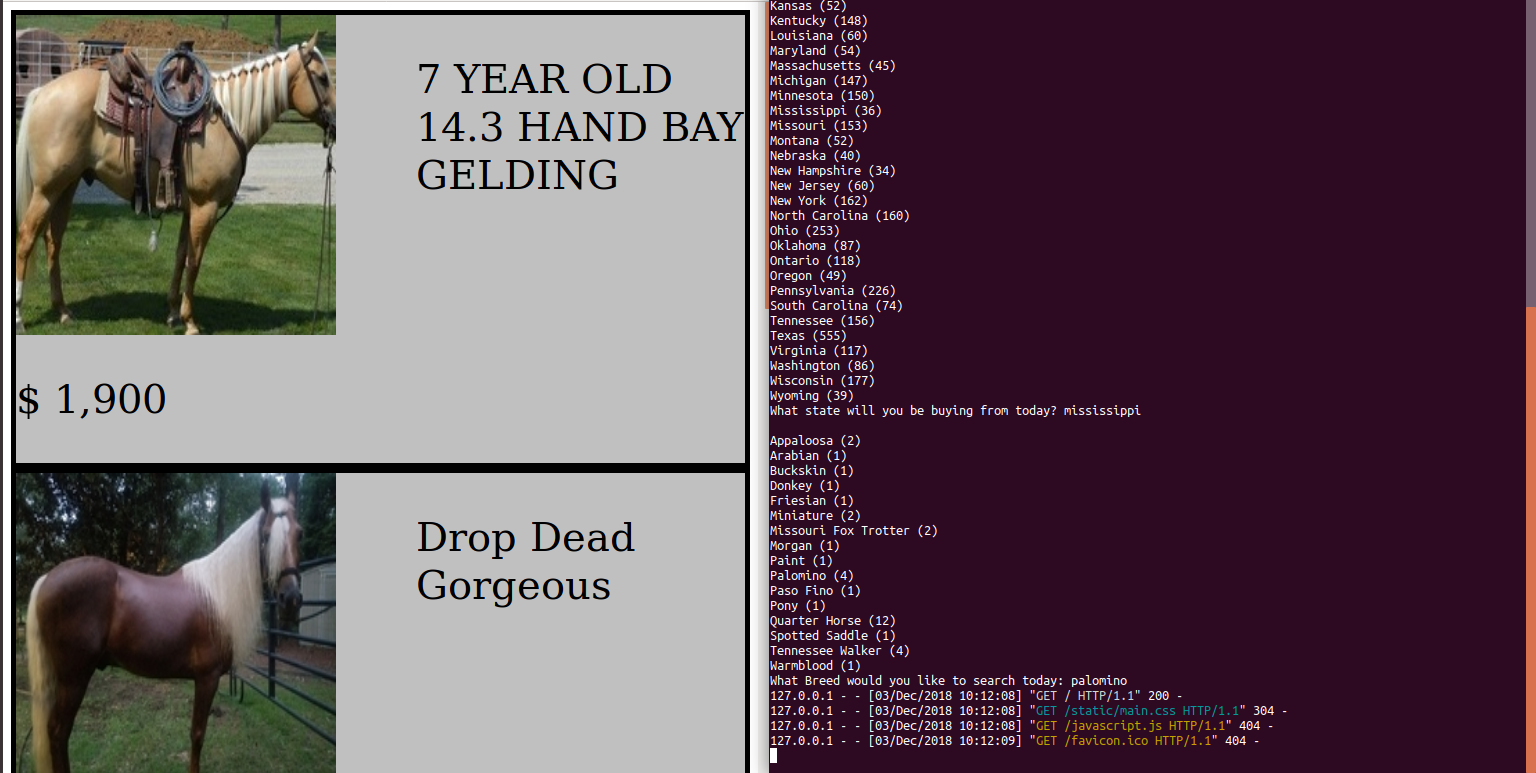 7 YEAR OLD
14.3 HAND BAY
GELDING
$ 1,900
Drop Dead
Gorgeous
Kansas (52)
Kentucky (148)
Louisiana (60)
Maryland (54)
Massachusetts (45)
Michigan (147)
Minnesota (150)
Mississippi (36)
Missouri (153)
Montana (52)
Nebraska (40)
New Hampshire (34)
New Jersey (60)
New York (162)
North Carolina (160)
Ohio (253)
Oklahoma (87)
Ontario (118)
Oregon (49)
Pennsylvania (226)
South Carolina (74)
Tennessee (156)
Texas (555)
Virginia (117)
Washington (86)
Wisconsin (177)
Wyoming (39)
What state will you be buying from today? mississippi
Appaloosa (2)
Arabian (1)
Buckskin (1)
Donkey (1)
Friesian (1)
Miniature (2)
Missouri Fox Trotter (2)
Morgan (1)
Paint (1)
Palomino (4)
Paso Fino (1)
Pony (1)
Quarter Horse (12)
Spotted Saddle (1)
Tennessee Walker (4)
Warmblood (1)
What Breed would you like to search today: palomino
127.0.0.1 - - [03/Dec/2018 10:12:08] "GET / HTTP/1.1" 200 -
127.0.0.1 - - [03/Dec/2018 10:12:08] "GET /static/main.css HTTP/1.1" 304 -
127.0.0.1 - - [03/Dec/2018 10:12:08] "GET /javascript.js HTTP/1.1" 404 -
127.0.0.1 - - [03/Dec/2018 10:12:09] "GET /favicon.ico HTTP/1.1" 404 -